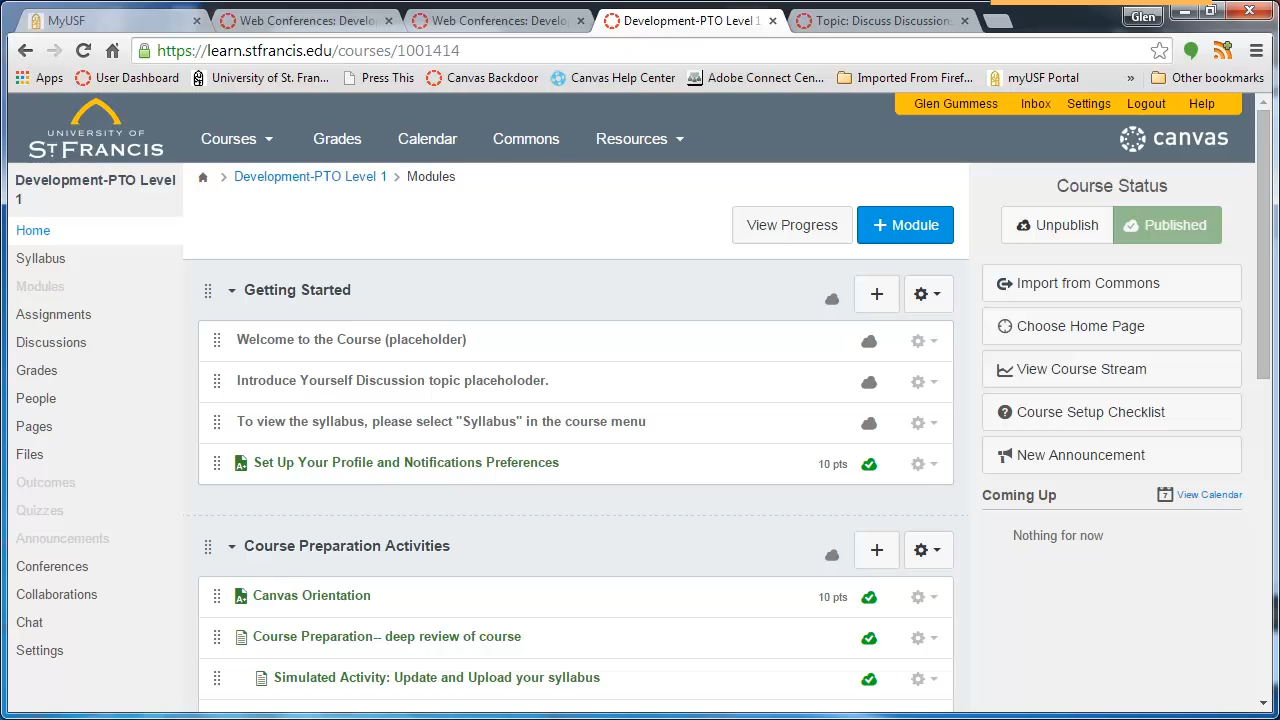 MyUSF
Web Conferences: Develo
Web Conferences: Deve
Development-PTO Level 1
Topic: Discuss Discussions
Glen
https://learn.stfrancis.edu/courses/1001414
Apps
User Dashboard
University of St. Fran...
Press This
Canvas Backdoor
Canvas Help Center
Adobe Connect Cen...
Imported From Firef...
myUSF Portal
»
Other bookmarks
Glen Gummess
Inbox
Settings
Logout
Help
UNIVERSITY OF
ST FRANCIS
Courses
Grades
Calendar
Commons
Resources
canvas
Development-PTO Level
1
Home
Syllabus
Modules
Assignments
Discussions
Grades
People
Pages
Files
Outcomes
Quizzes
Announcements
Conferences
Collaborations
Chat
Settings
Development-PTO Level 1 > Modules
View Progress
+ Module
Getting Started
Welcome to the Course (placeholder)
Introduce Yourself Discussion topic placeholoder.
To view the syllabus, please select "Syllabus" in the course menu
Set Up Your Profile and Notifications Preferences
10 pts
Course Preparation Activities
Canvas Orientation
10 pts
Course Preparation-- deep review of course
Simulated Activity: Update and Upload your syllabus
Course Status
Unpublish
Published
Import from Commons
Choose Home Page
View Course Stream
Course Setup Checklist
New Announcement
Coming Up
7
View Calendar
Nothing for now